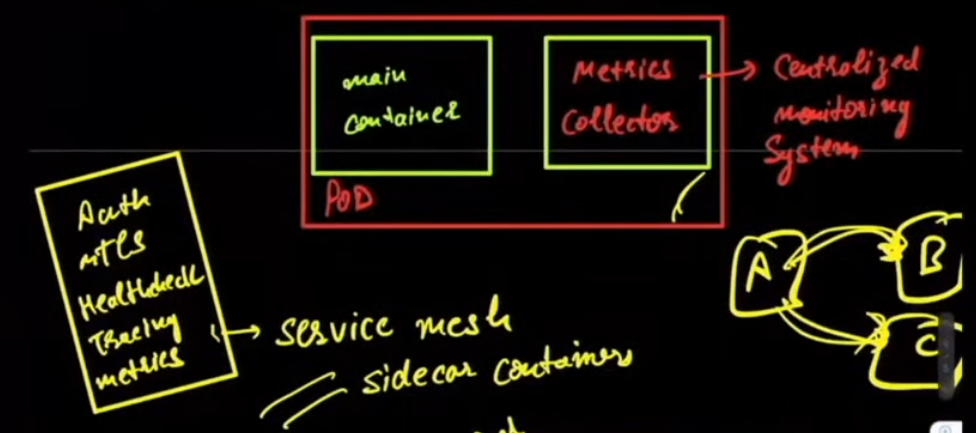 main
container
Metrics
Collector
Centralized
monitoring
System
POD
Auth
mTLS
Healthcheck
Tracing
metrics
A
B
C
service mesh
sidecar containers